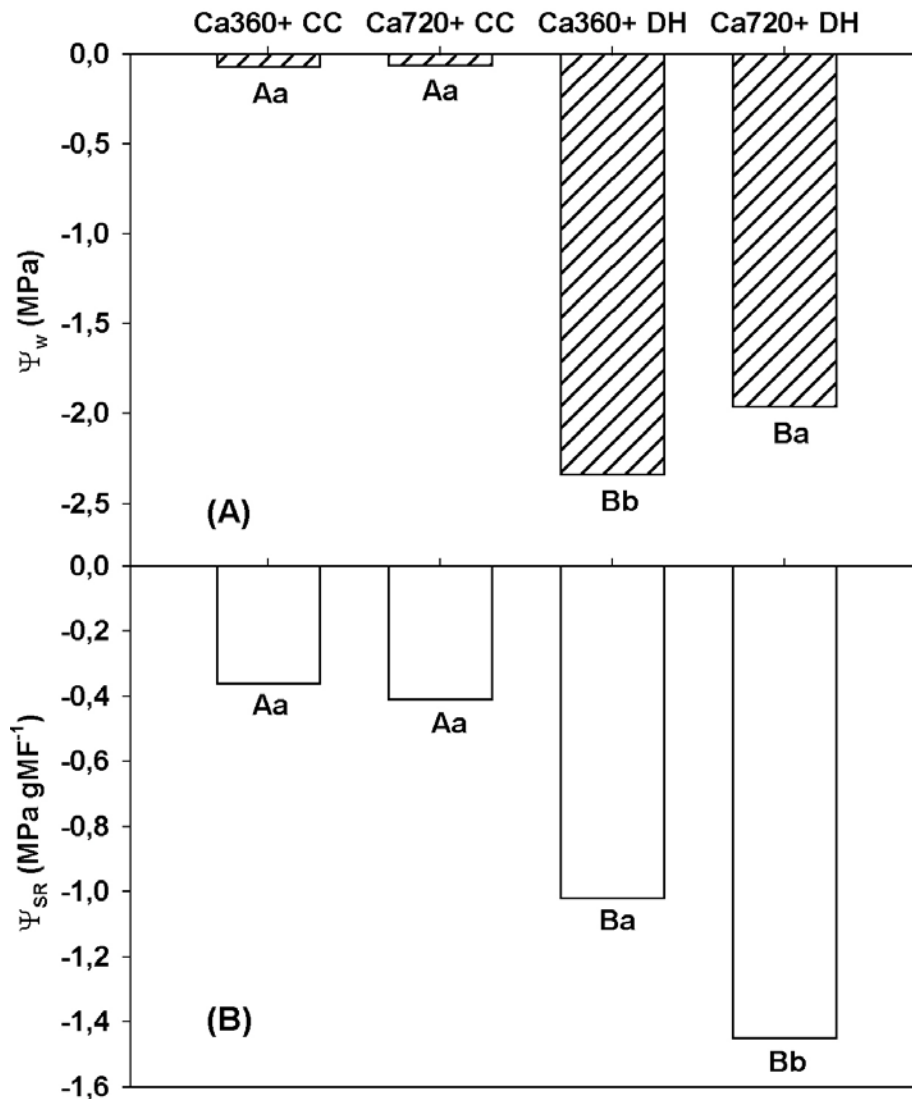 Ca360+ CC Ca720+ CC Ca360+ DH Ca720+ DH
0,0
Aa Aa
-0,5
-1,0
Ψw (MPa)
-1,5
-2,0
Ba
-2,5
Bb
(A)
0,0
-0,2
-0,4
Aa Aa
-0,6
ΨSR (MPa gMF⁻¹)
-0,8
-1,0
Ba
-1,2
(B)
-1,4
Bb
-1,6